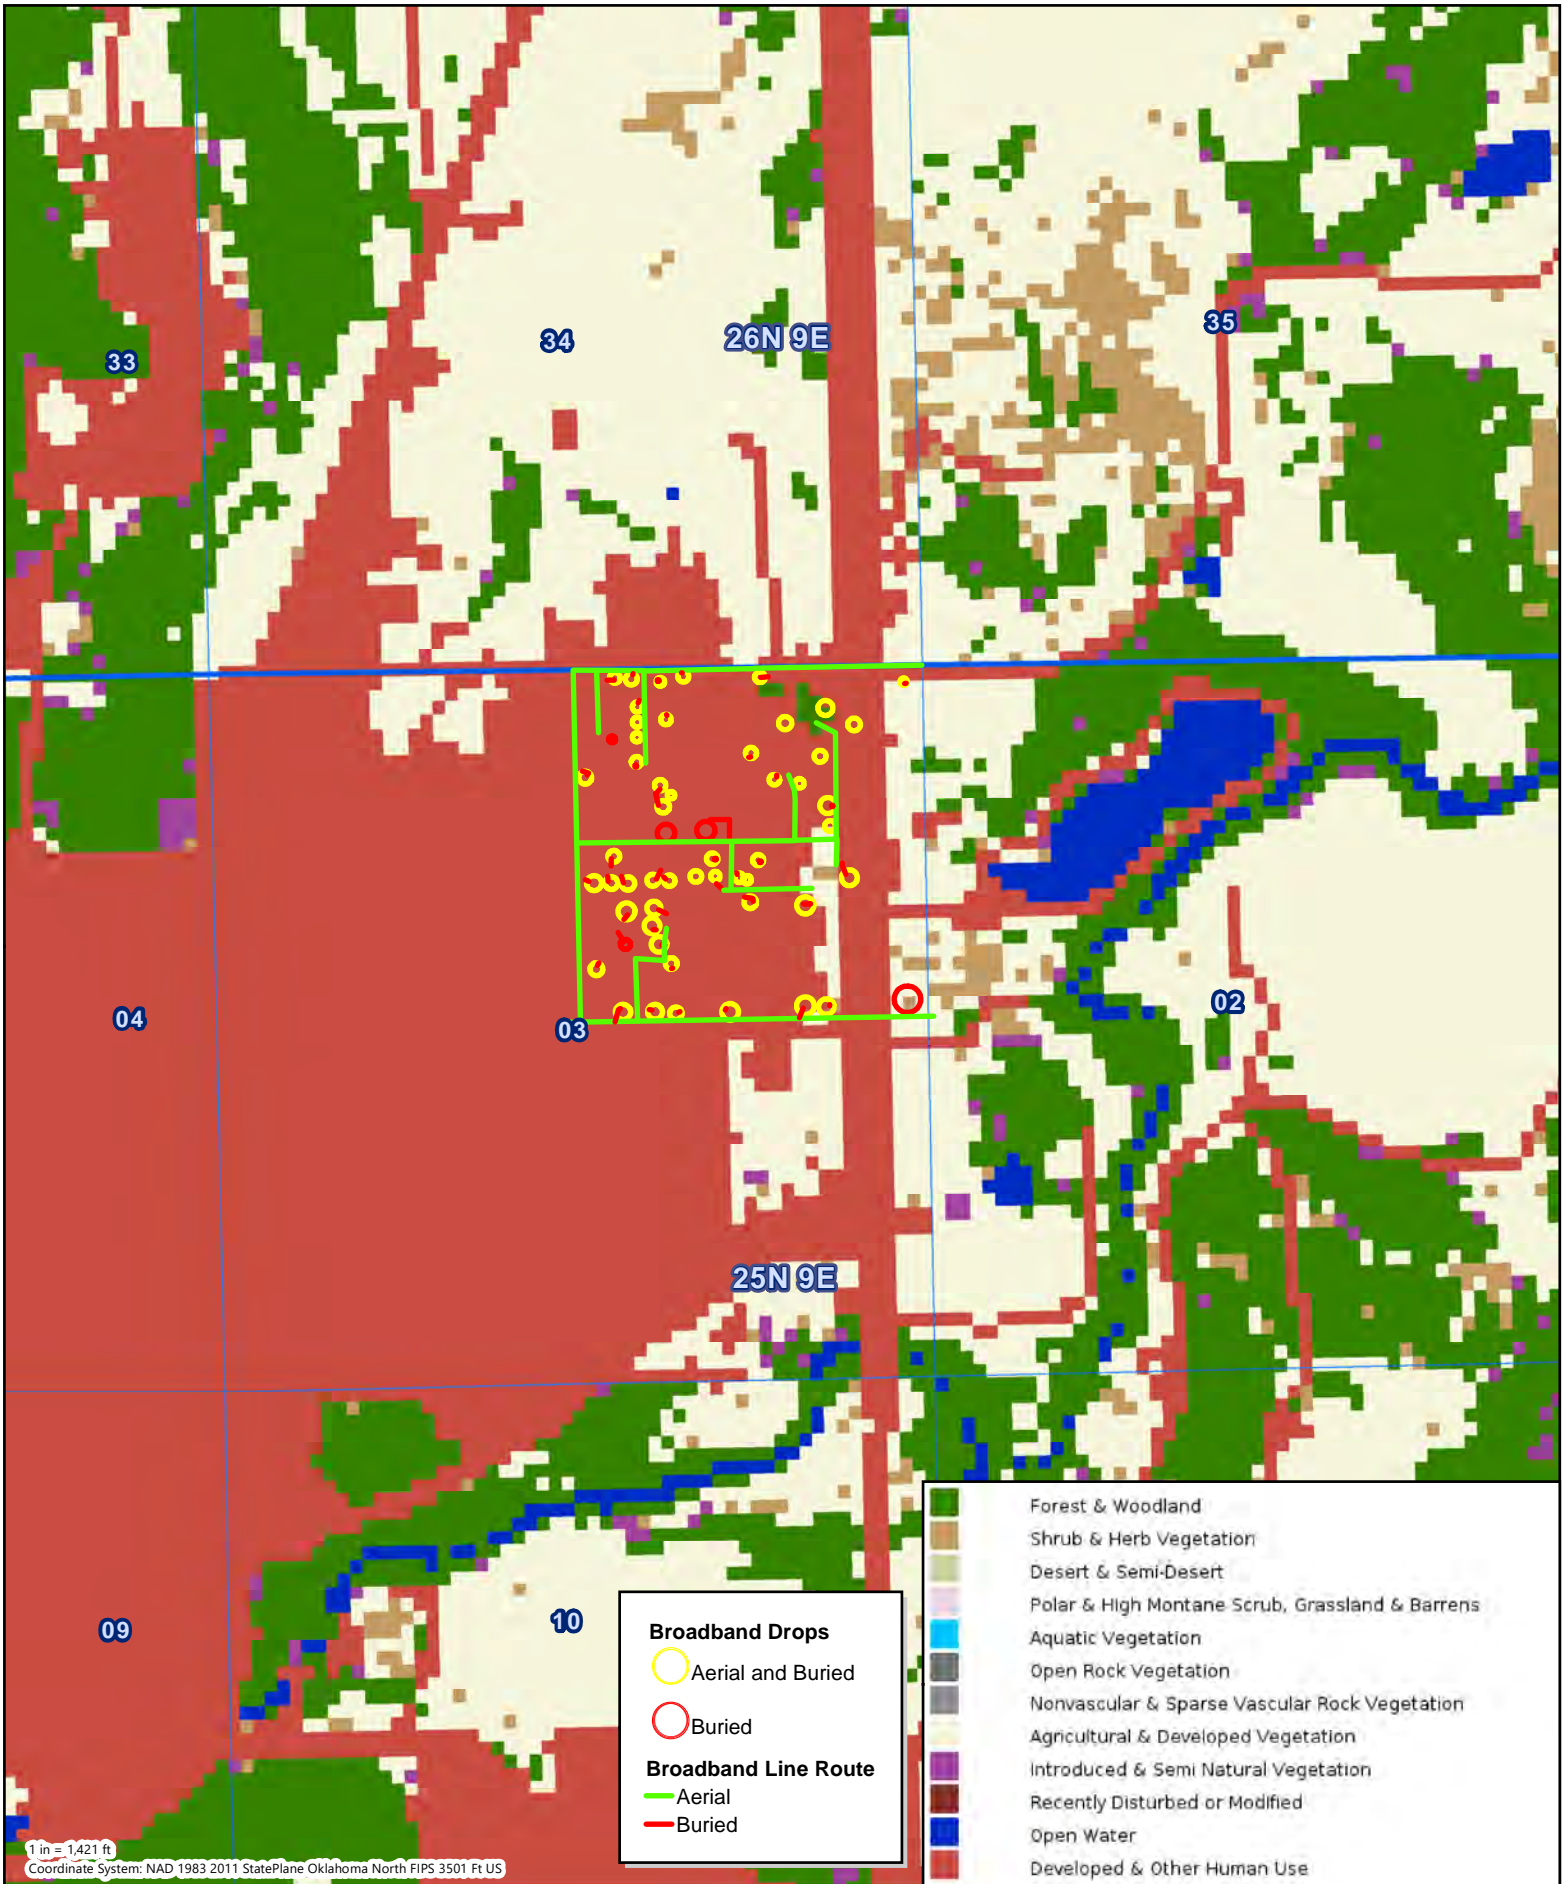 34
26N 9E
35
33
04
03
02
25N 9E
09
10
Broadband Drops
Aerial and Buried
Buried
Broadband Line Route
Aerial
Buried
Forest & Woodland
Shrub & Herb Vegetation
Desert & Semi-Desert
Polar & High Montane Scrub, Grassland & Barrens
Aquatic Vegetation
Open Rock Vegetation
Nonvascular & Sparse Vascular Rock Vegetation
Agricultural & Developed Vegetation
Introduced & Semi Natural Vegetation
Recently Disturbed or Modified
Open Water
Developed & Other Human Use
1 in = 1,421 ft
Coordinate System: NAD 1983 2011 StatePlane Oklahoma North FIPS 3501 Ft US